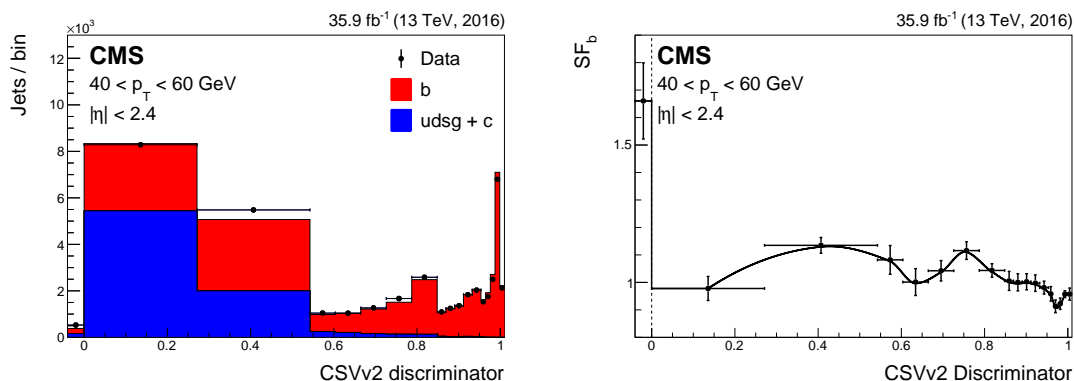 35.9 fb⁻¹ (13 TeV, 2016)
×10³
Jets / bin
CMS
40 < p_T < 60 GeV
|η| < 2.4
Data
b
udsg + c
12
10
8
6
4
2
0
0 0.2 0.4 0.6 0.8 1
CSVv2 discriminator
35.9 fb⁻¹ (13 TeV, 2016)
SF_b
CMS
40 < p_T < 60 GeV
|η| < 2.4
1.5
1
0 0.2 0.4 0.6 0.8 1
CSVv2 Discriminator